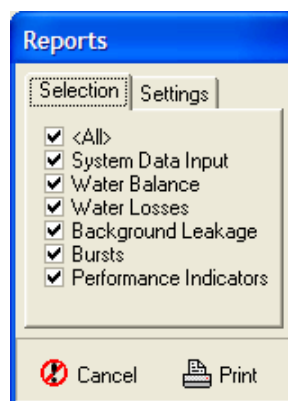 Reports
Selection Settings
<All>
System Data Input
Water Balance
Water Losses
Background Leakage
Bursts
Performance Indicators
Cancel Print